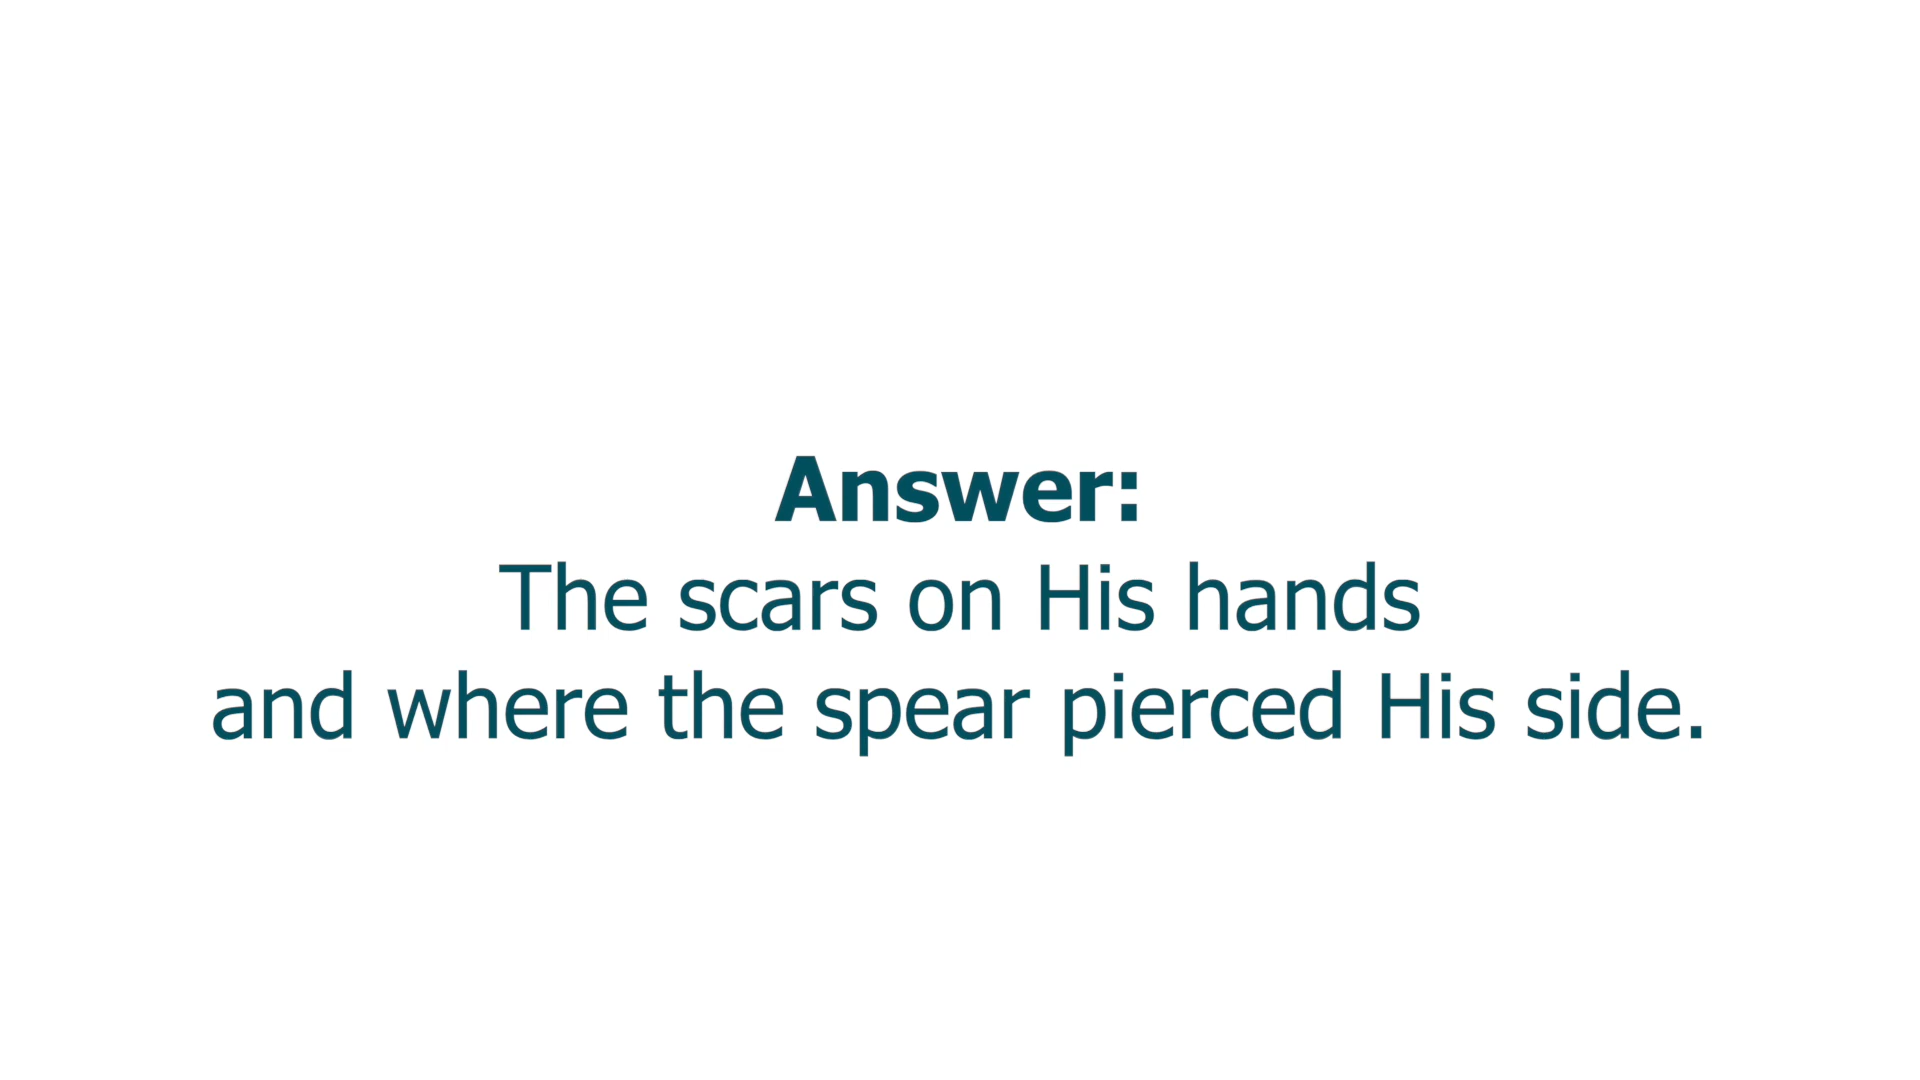 Answer:
The scars on His hands
and where the spear pierced His side.